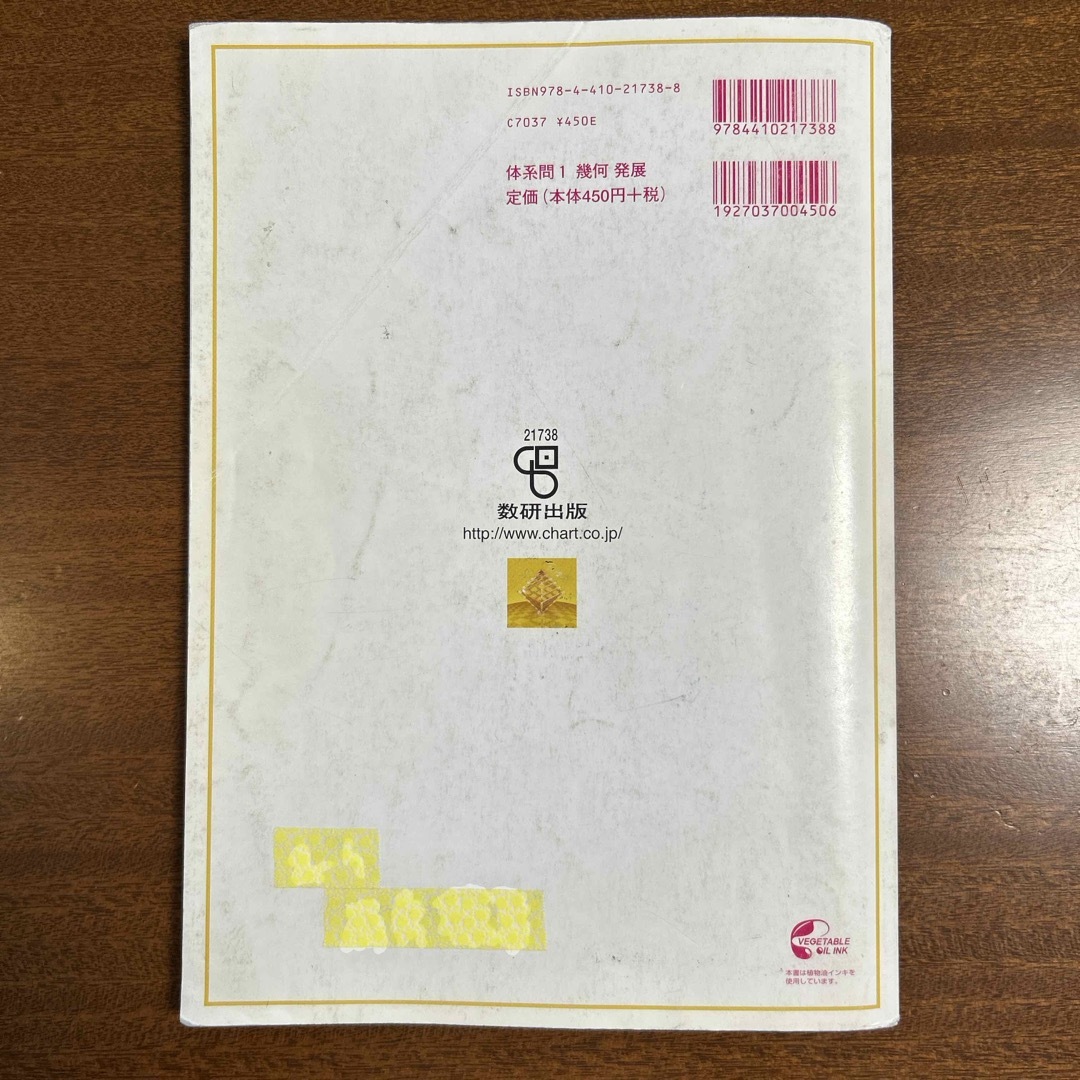 ISBN978-4-410-21738-8
C7037 ¥450E
9784410217388
体系問1 幾何 発展
定価(本体450円+税)
1927037004506
21738
数研出版
http://www.chart.co.jp/
VEGETABLE
OIL INK
本書は植物油インキを
使用しています。